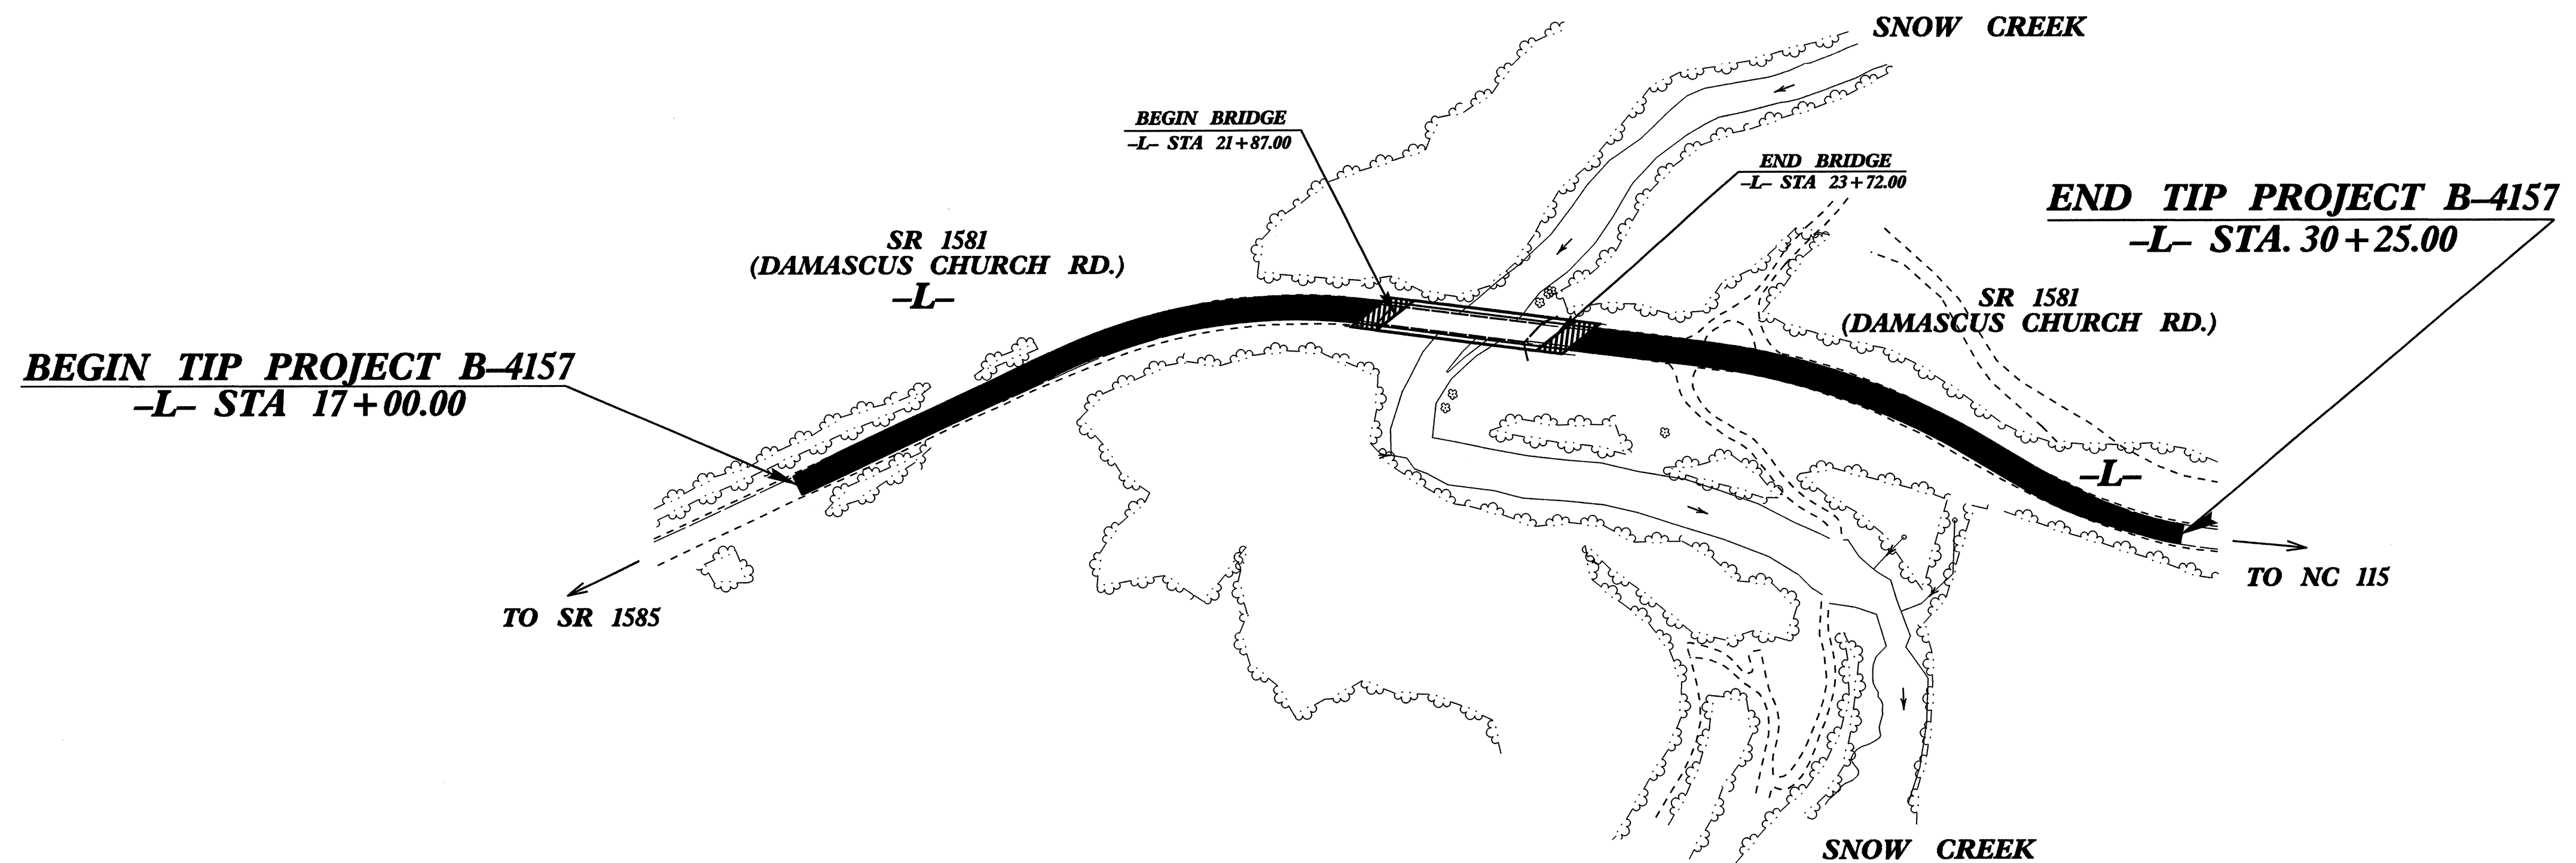 SNOW CREEK
BEGIN BRIDGE
–L– STA 21+87.00
END BRIDGE
–L– STA 23+72.00
END TIP PROJECT B–4157
–L– STA. 30+25.00
SR 1581
(DAMASCUS CHURCH RD.)
–L–
SR 1581
(DAMASCUS CHURCH RD.)
BEGIN TIP PROJECT B–4157
–L– STA 17+00.00
–L–
TO NC 115
TO SR 1585
SNOW CREEK